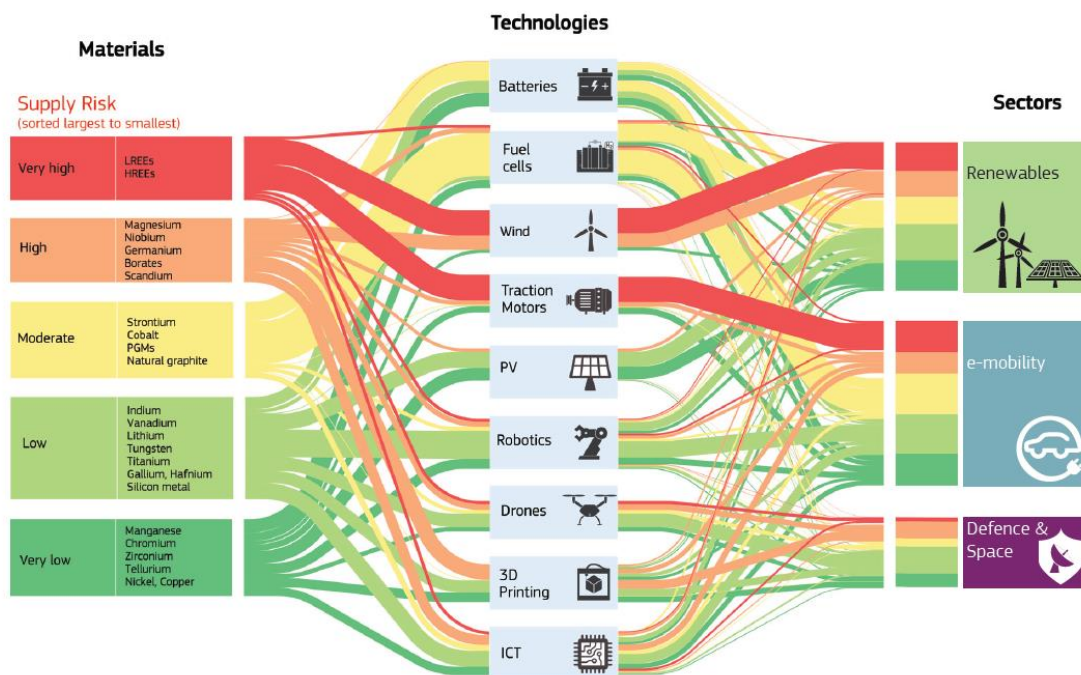 Technologies
Materials
Sectors
Supply Risk
(sorted largest to smallest)
Very high
LREEs
HREEs
High
Magnesium
Niobium
Germanium
Borates
Scandium
Moderate
Strontium
Cobalt
PGMs
Natural graphite
Low
Indium
Vanadium
Lithium
Tungsten
Titanium
Gallium, Hafnium
Silicon metal
Very low
Manganese
Chromium
Zirconium
Tellurium
Nickel, Copper
Batteries
Fuel
cells
Wind
Traction
Motors
PV
Robotics
Drones
3D
Printing
ICT
Renewables
e-mobility
Defence &
Space